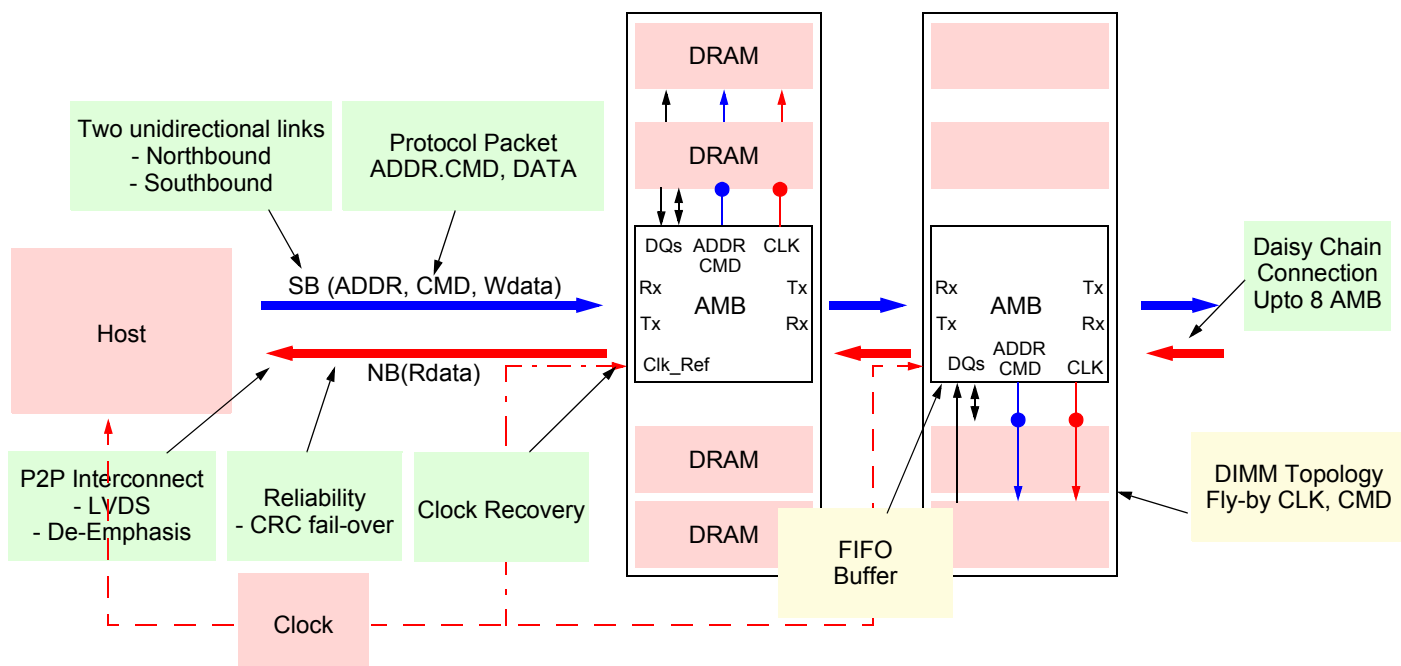 Two unidirectional links
- Northbound
- Southbound
Protocol Packet
ADDR.CMD, DATA
Host
SB (ADDR, CMD, Wdata)
NB(Rdata)
P2P Interconnect
- LVDS
- De-Emphasis
Reliability
- CRC fail-over
Clock Recovery
Clock
DRAM
DRAM
DQs ADDR CLK
CMD
Rx Tx
AMB
Tx Rx
Clk_Ref
DRAM
DRAM
Rx Tx
AMB
Tx Rx
DQs ADDR CLK
CMD
FIFO
Buffer
Daisy Chain
Connection
Upto 8 AMB
DIMM Topology
Fly-by CLK, CMD